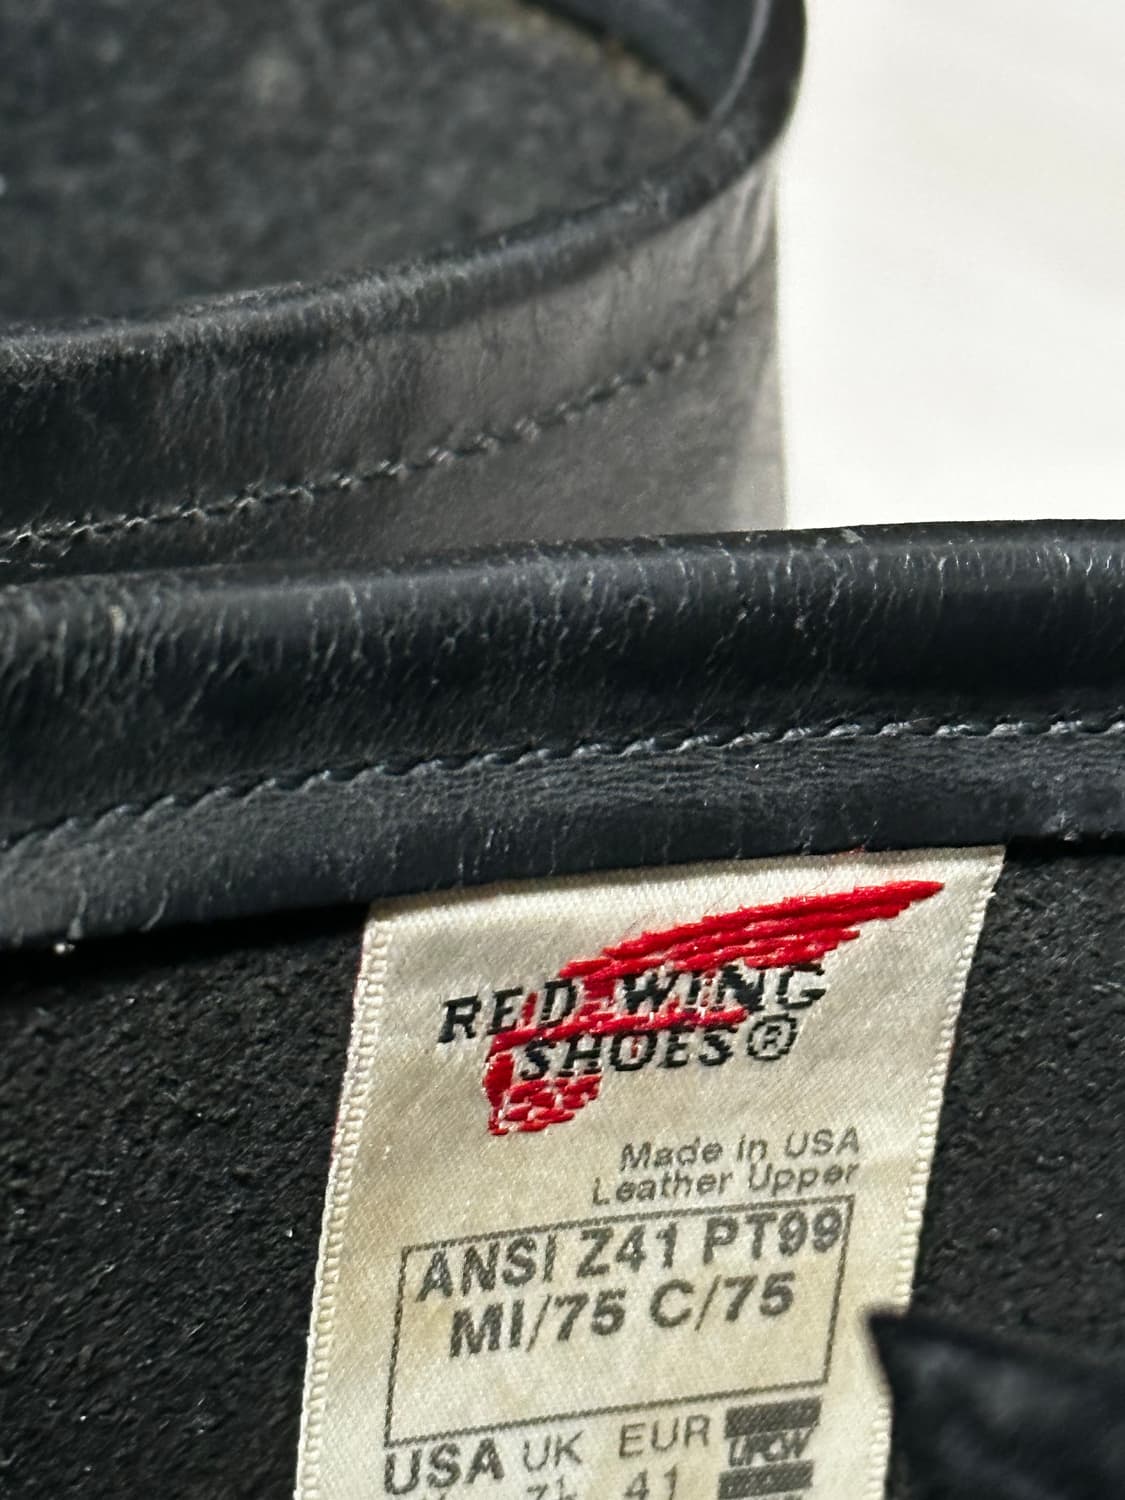 RED WING
SHOES®
Made in USA
Leather Upper
ANSI Z41 PT99
MI/75 C/75
USA UK EUR
41